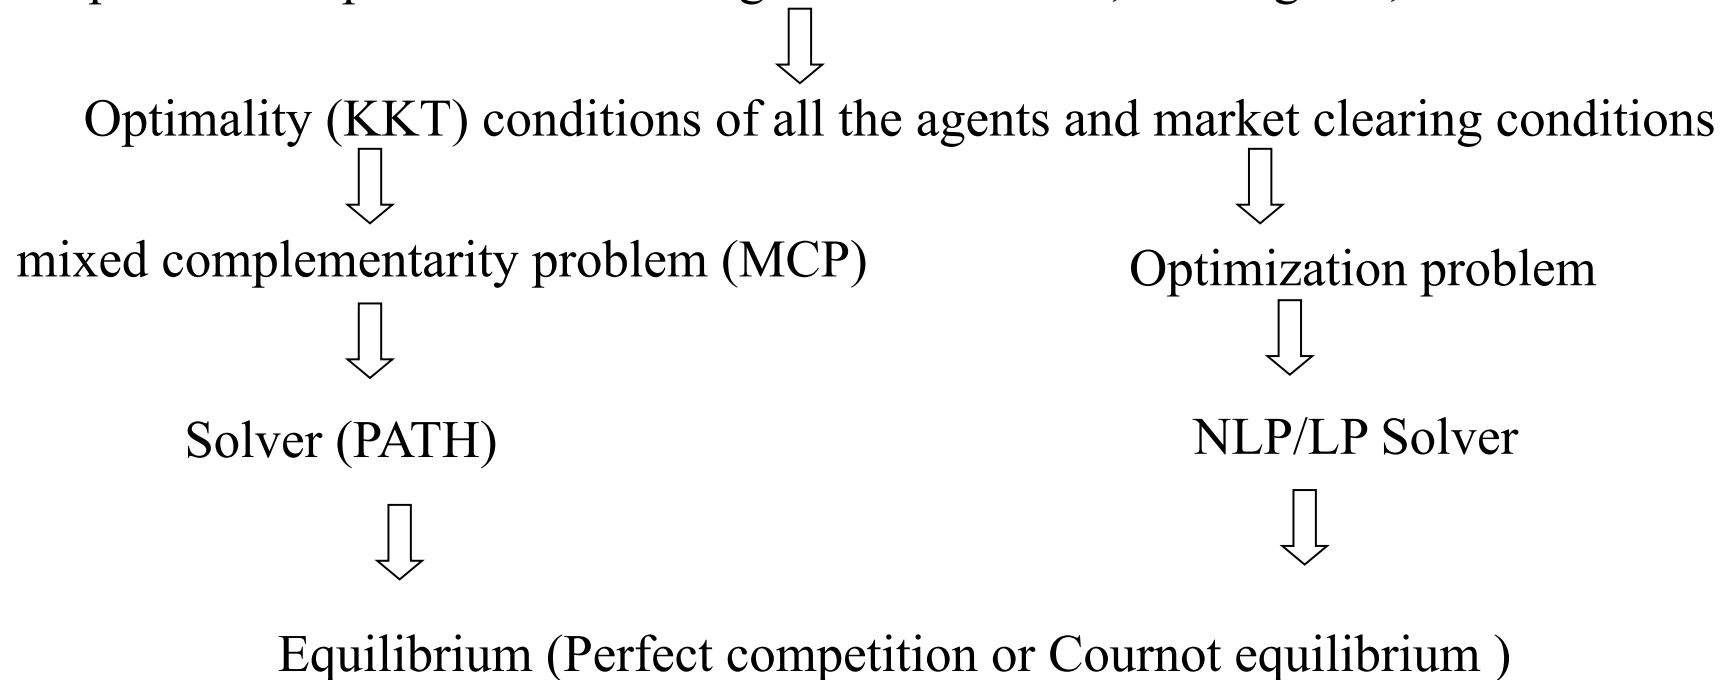 Optimality (KKT) conditions of all the agents and market clearing conditions
mixed complementarity problem (MCP)
Optimization problem
Solver (PATH)
NLP/LP Solver
Equilibrium (Perfect competition or Cournot equilibrium )